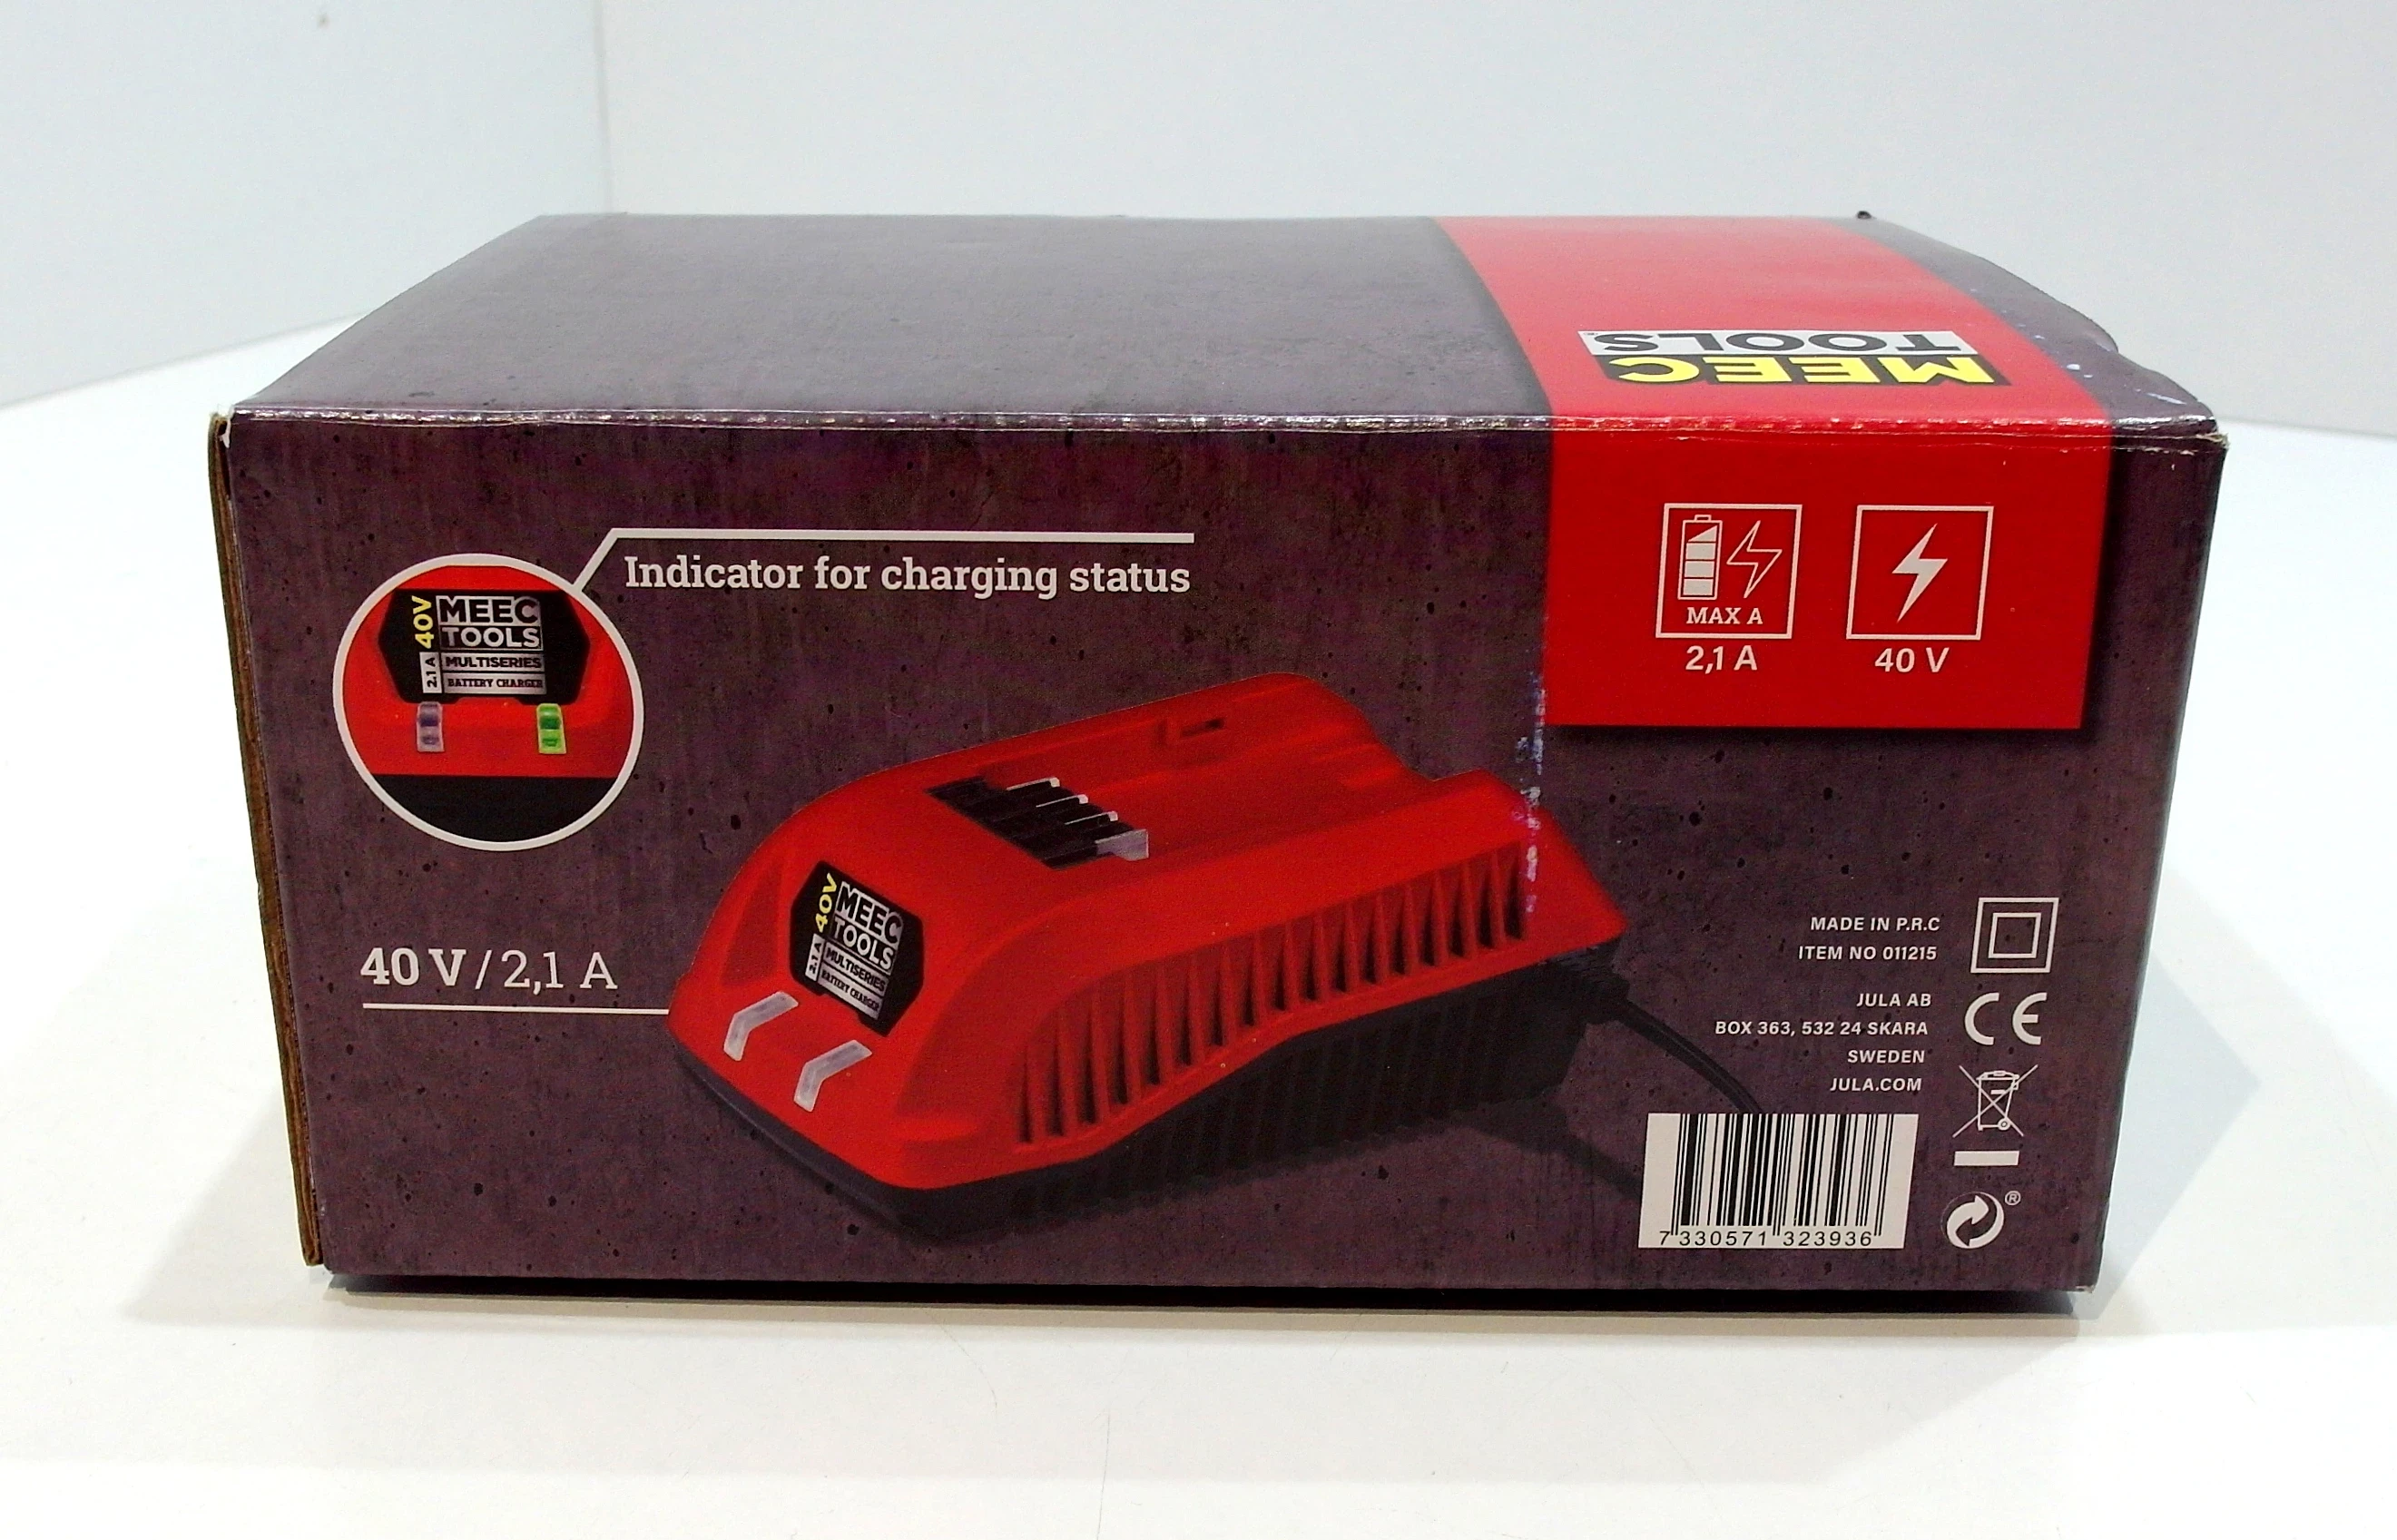 MEEC
TOOLS
Indicator for charging status
40V
MEEC
TOOLS
2.1 A
MULTISERIES
BATTERY CHARGER
MAX A
2,1 A
40 V
40 V / 2,1 A
40V
MEEC
TOOLS
2.1 A
MULTISERIES
BATTERY CHARGER
MADE IN P.R.C
ITEM NO 011215
JULA AB
BOX 363, 532 24 SKARA
SWEDEN
JULA.COM
CE
7 330571 323936
®